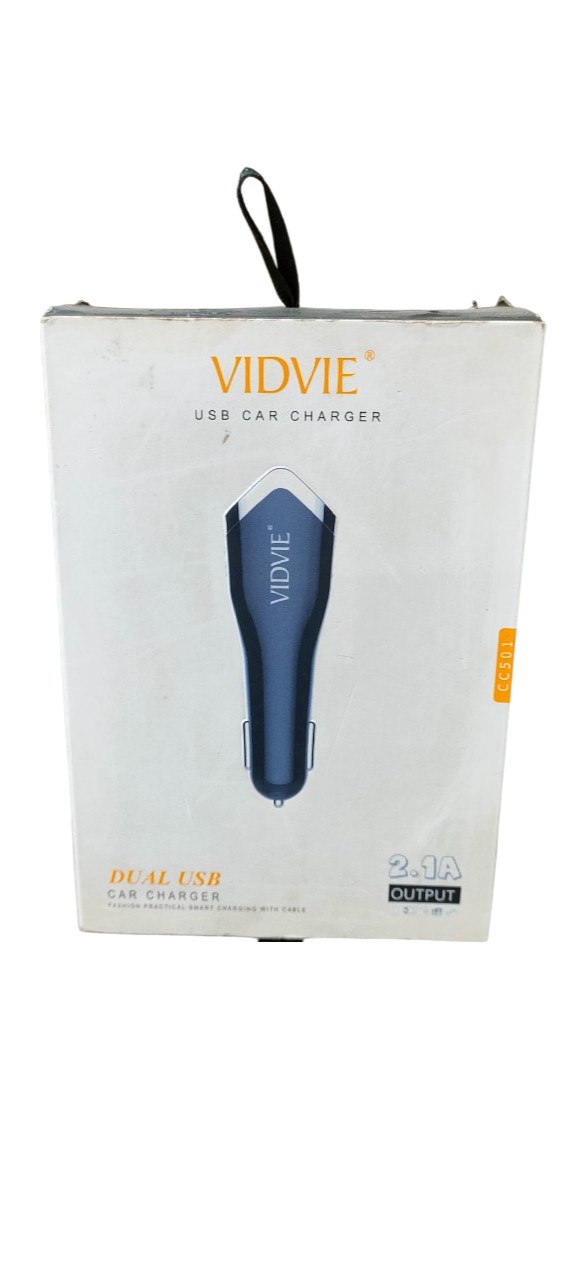 VIDVIE®
USB CAR CHARGER
VIDVIE®
CC501
DUAL USB
CAR CHARGER
FASHION PRACTICAL SMART CHARGING WITH CABLE
2.1A
OUTPUT